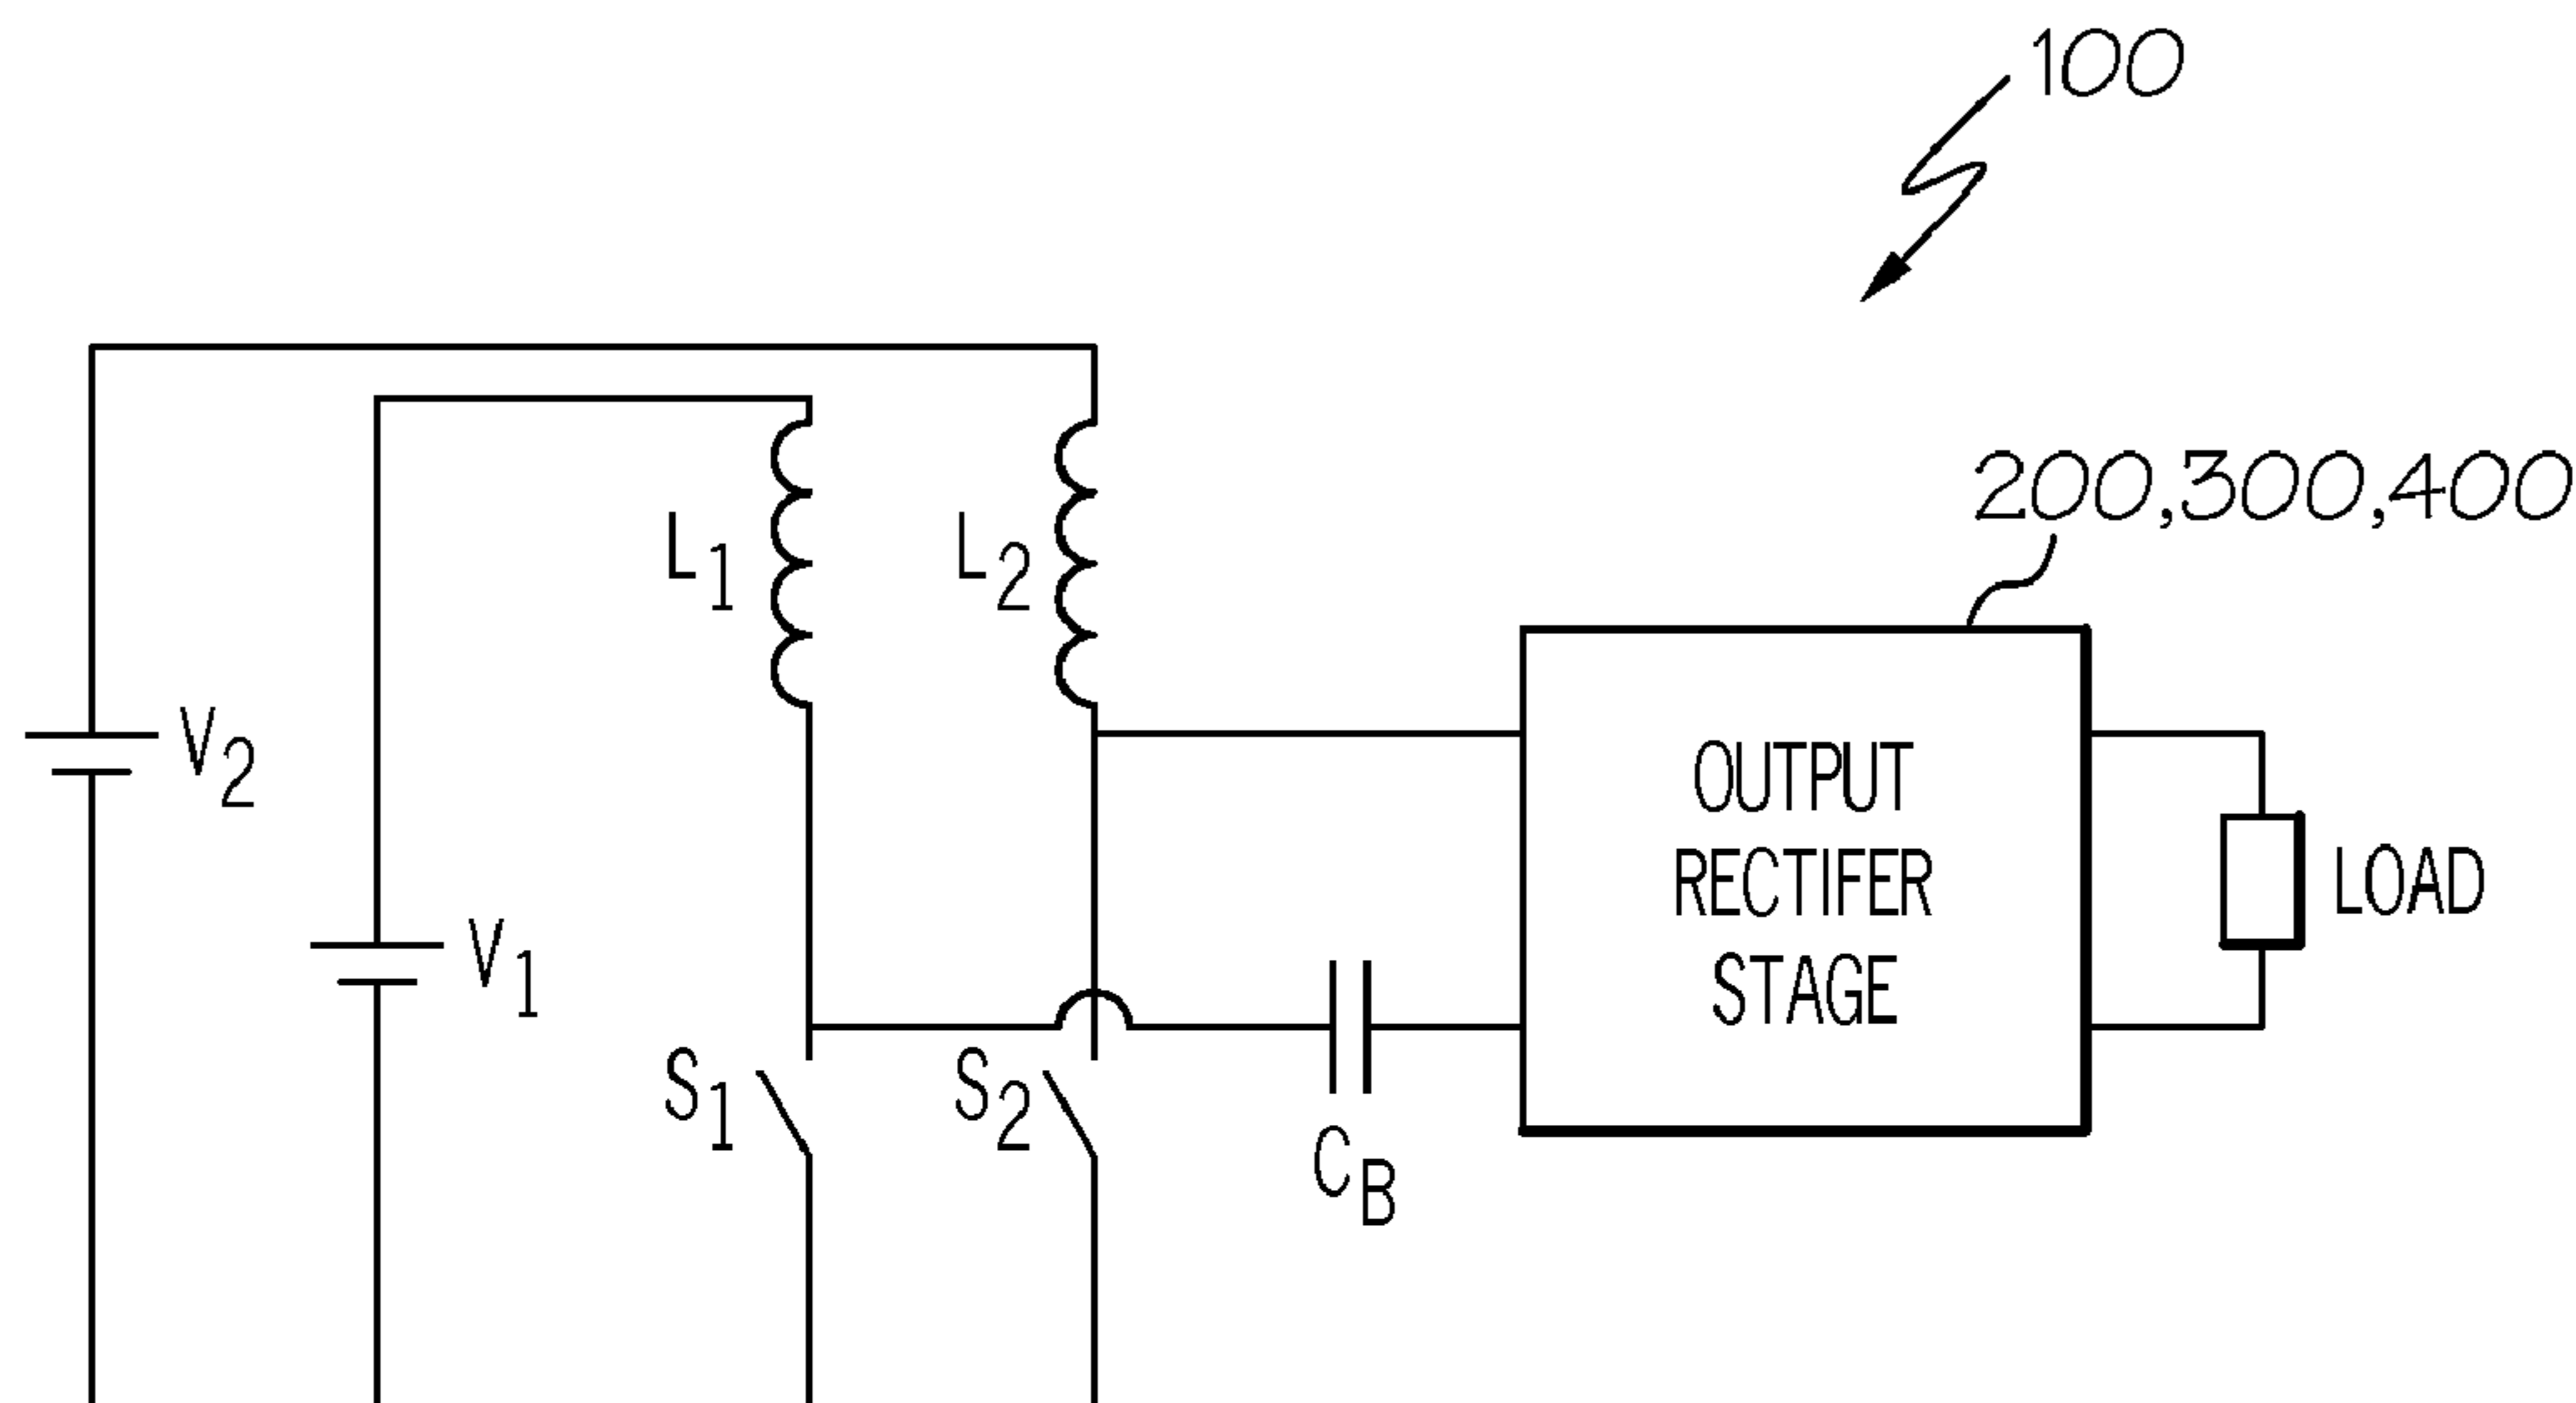 100
200,300,400
L1
L2
V2
V1
OUTPUT
RECTIFER
STAGE
LOAD
S1
S2
CB